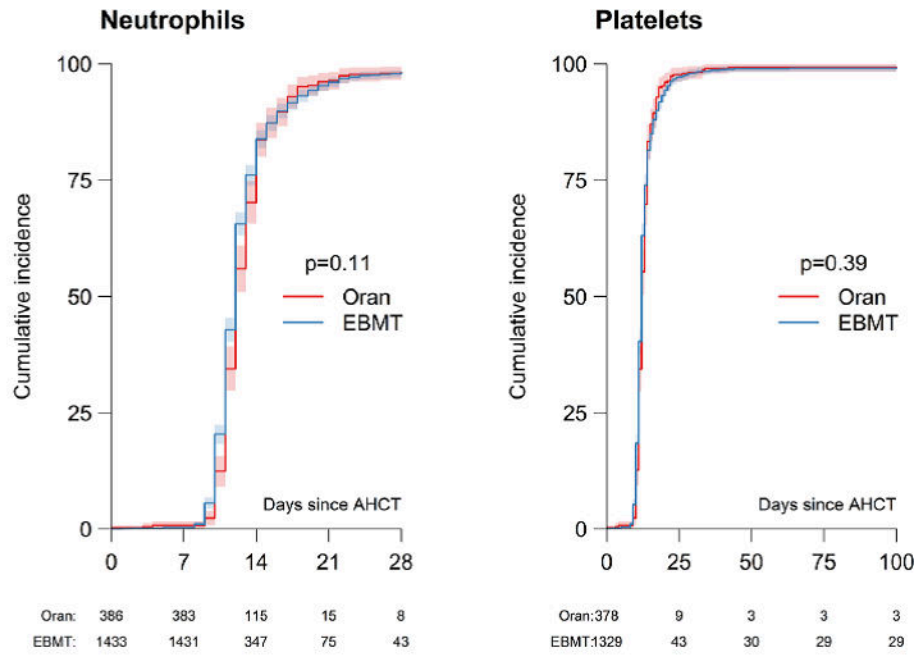 Neutrophils
Cumulative incidence
100
75
50
25
0
p=0.11
Oran
EBMT
Days since AHCT
0 7 14 21 28
Oran: 386 383 115 15 8
EBMT: 1433 1431 347 75 43
Platelets
Cumulative incidence
100
75
50
25
0
p=0.39
Oran
EBMT
Days since AHCT
0 25 50 75 100
Oran:378 9 3 3 3
EBMT:1329 43 30 29 29